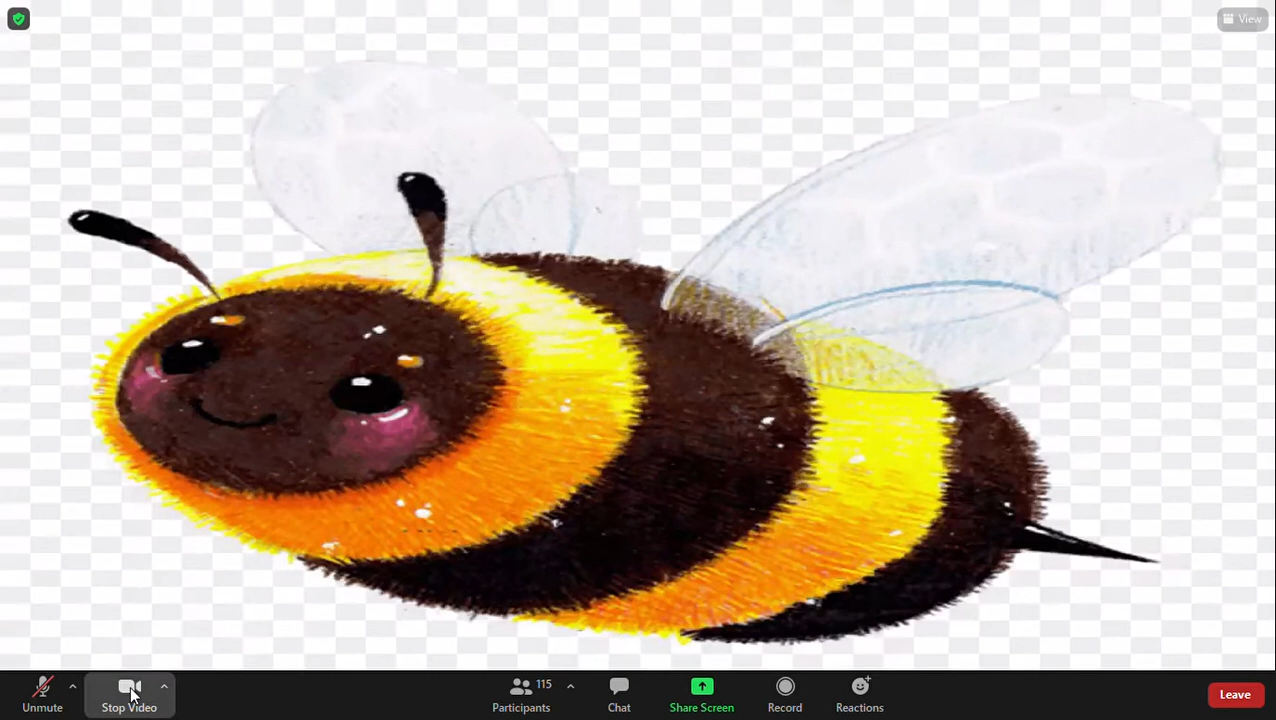 View
Unmute
Stop Video
115
Participants
Chat
Share Screen
Record
Reactions
Leave